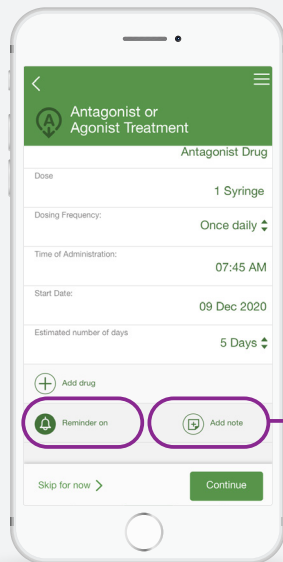 Antagonist or
Agonist Treatment
Antagonist Drug
Dose
1 Syringe
Dosing Frequency:
Once daily
Time of Administration:
07:45 AM
Start Date:
09 Dec 2020
Estimated number of days
5 Days
Add drug
Reminder on
Add note
Skip for now
Continue